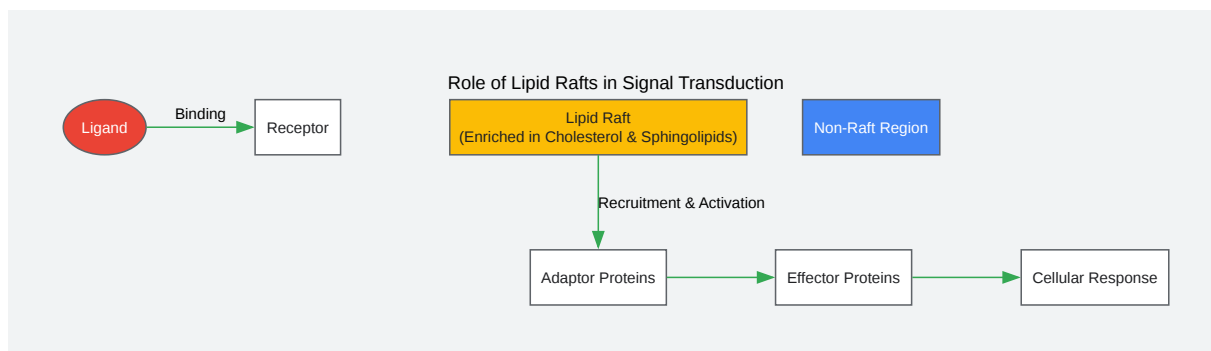 Role of Lipid Rafts in Signal Transduction
Ligand
Binding
Receptor
Lipid Raft
(Enriched in Cholesterol & Sphingolipids)
Non-Raft Region
Recruitment & Activation
Adaptor Proteins
Effector Proteins
Cellular Response